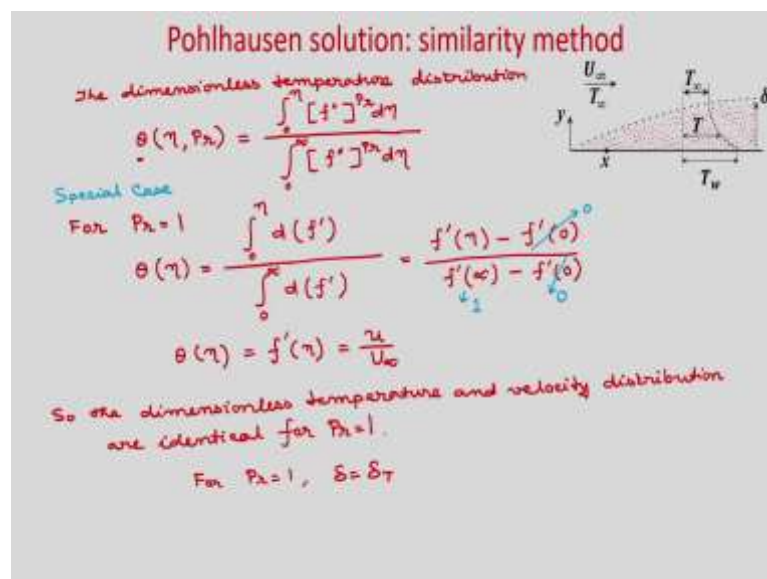 Pohlhausen solution: similarity method
The dimensionless temperature distribution
θ(η, Pr) = ∫₀^η [f″]^Pr dη / ∫₀^∞ [f″]^Pr dη
U∞
T∞
T∞
δ
y
T
x
Tw
Special Case
For Pr = 1
θ(η) = ∫₀^η d(f′) / ∫₀^∞ d(f′) = f′(η) − f′(0) → 0 / f′(∞) → 1 − f′(0) → 0
θ(η) = f′(η) = u / U∞
So the dimensionless temperature and velocity distribution
are identical for Pr=1.
For Pr=1, δ = δT